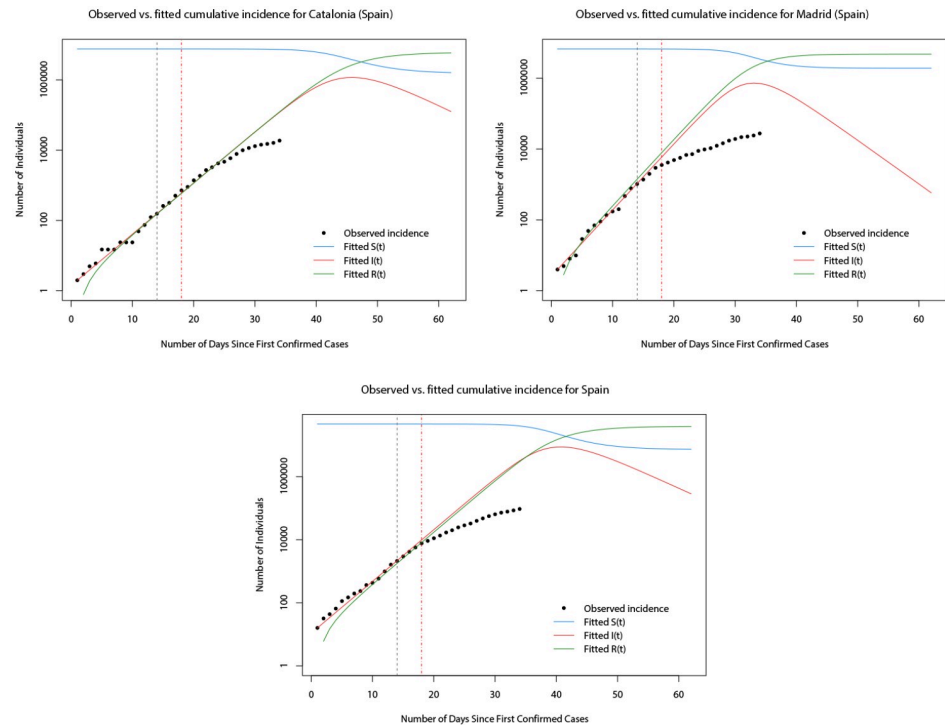 Observed vs. fitted cumulative incidence for Catalonia (Spain)
Number of Individuals
1000000
10000
100
1
Observed incidence
Fitted S(t)
Fitted I(t)
Fitted R(t)
0 10 20 30 40 50 60
Number of Days Since First Confirmed Cases
Observed vs. fitted cumulative incidence for Madrid (Spain)
Number of Individuals
1000000
10000
100
1
Observed incidence
Fitted S(t)
Fitted I(t)
Fitted R(t)
0 10 20 30 40 50 60
Number of Days Since First Confirmed Cases
Observed vs. fitted cumulative incidence for Spain
Number of Individuals
1000000
10000
100
1
Observed incidence
Fitted S(t)
Fitted I(t)
Fitted R(t)
0 10 20 30 40 50 60
Number of Days Since First Confirmed Cases